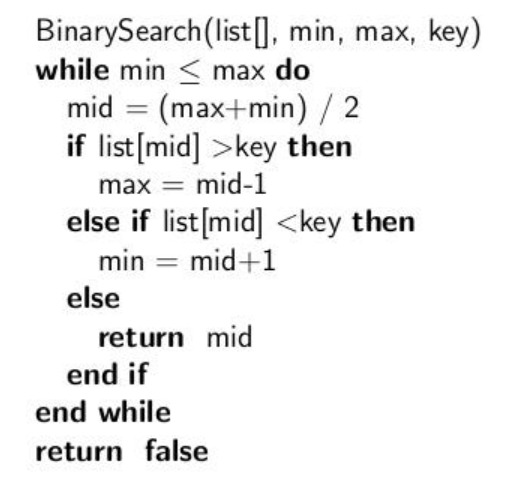 BinarySearch(list[], min, max, key)
while min ≤ max do
mid = (max+min) / 2
if list[mid] >key then
max = mid-1
else if list[mid] <key then
min = mid+1
else
return mid
end if
end while
return false